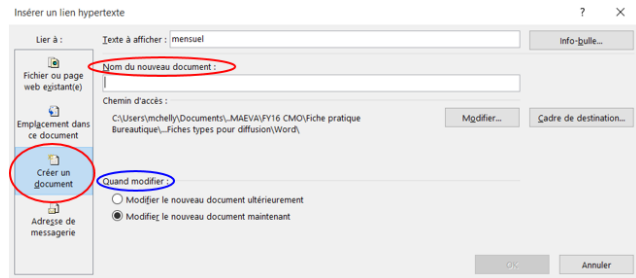 Insérer un lien hypertexte
? ×
Lier à :
Texte à afficher : mensuel
Info-bulle...
Fichier ou page
web existant(e)
Emplacement dans
ce document
Créer un
document
Adresse de
messagerie
Nom du nouveau document :
Chemin d'accès :
C:\Users\mchelly\Documents\..MAEVA\FY16 CMO\Fiche pratique
Bureautique\...Fiches types pour diffusion\Word\
Modifier...
Cadre de destination...
Quand modifier :
Modifier le nouveau document ultérieurement
Modifier le nouveau document maintenant
OK
Annuler